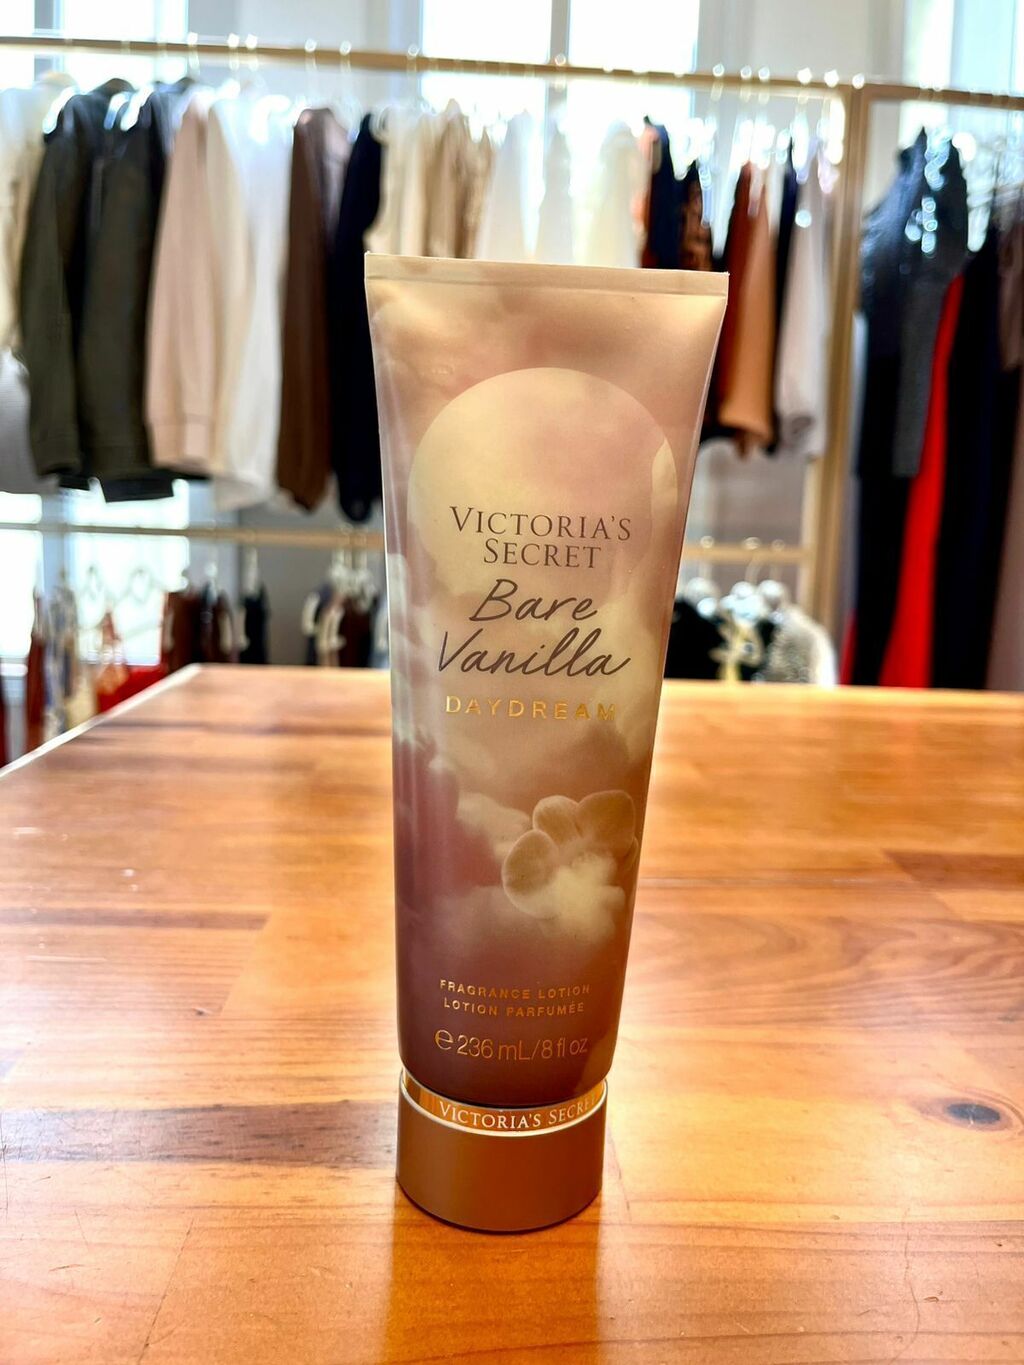 VICTORIA'S
SECRET
Bare
Vanilla
DAYDREAM
FRAGRANCE LOTION
LOTION PARFUMÉE
℮ 236 mL/8 fl oz
VICTORIA'S SECRET